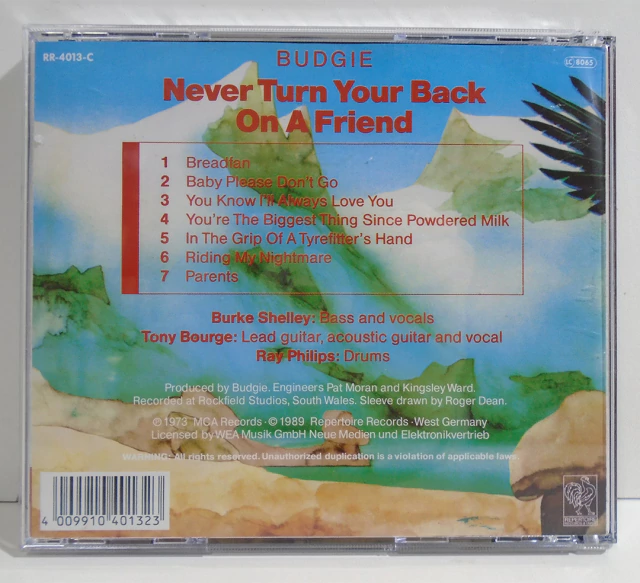 RR-4013-C
BUDGIE
LC 8065
Never Turn Your Back
On A Friend
1 Breadfan
2 Baby Please Don't Go
3 You Know I'll Always Love You
4 You're The Biggest Thing Since Powdered Milk
5 In The Grip Of A Tyrefitter's Hand
6 Riding My Nightmare
7 Parents
Burke Shelley: Bass and vocals
Tony Bourge: Lead guitar, acoustic guitar and vocal
Ray Philips: Drums
Produced by Budgie. Engineers Pat Moran and Kingsley Ward.
Recorded at Rockfield Studios, South Wales. Sleeve drawn by Roger Dean.
© 1973 MCA Records · © 1989 Repertoire Records · West Germany
Licensed by WEA Musik GmbH Neue Medien und Elektronikvertrieb
WARNING: All rights reserved. Unauthorized duplication is a violation of applicable laws.
4 009910 401323
REPERTOIRE